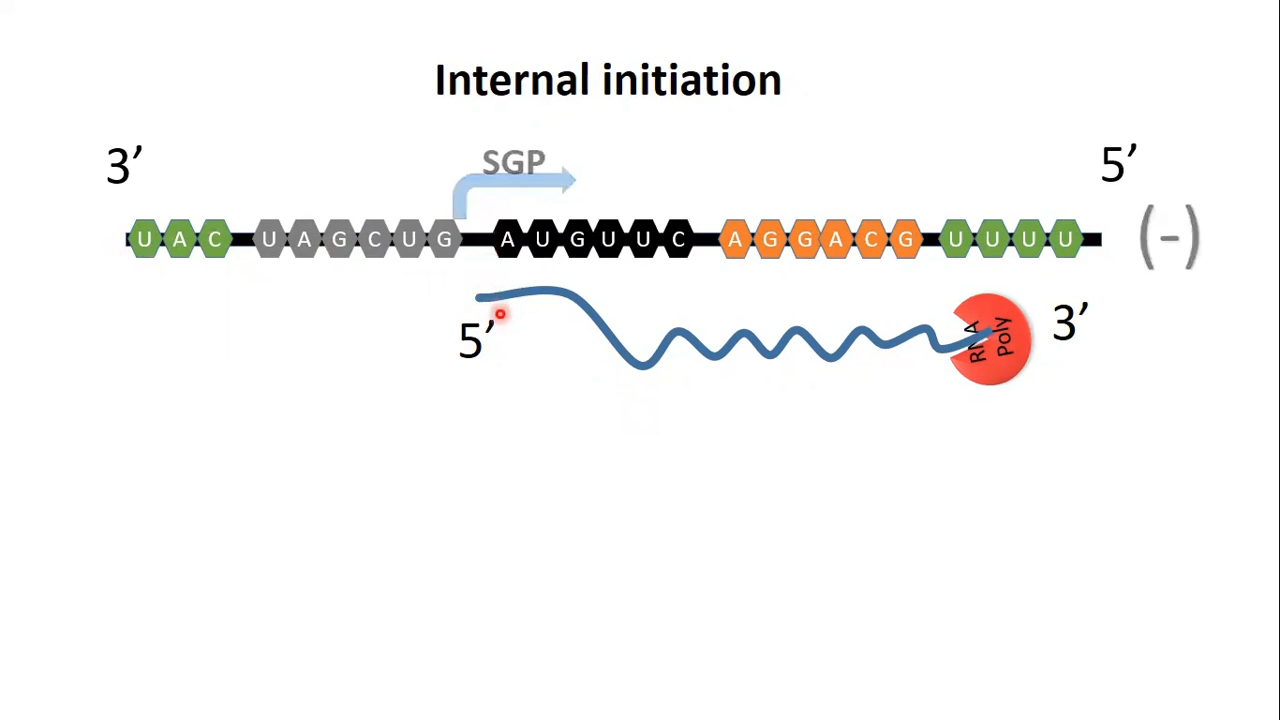 Internal initiation
3’ SGP 5’
U A C U A G C U G A U G U U C A G G A C G U U U U (-)
5’ RNA Poly 3’